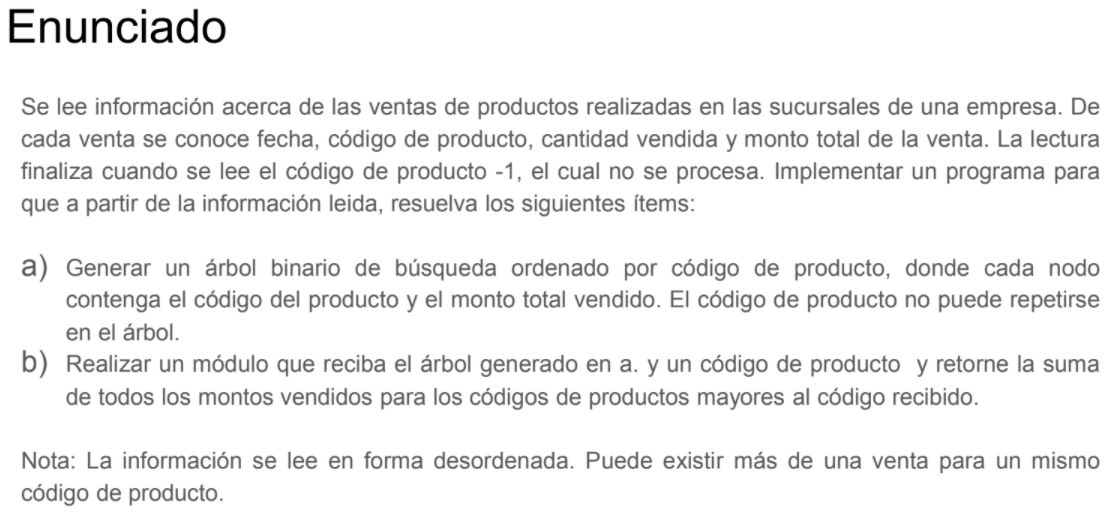 Enunciado
Se lee información acerca de las ventas de productos realizadas en las sucursales de una empresa. De
cada venta se conoce fecha, código de producto, cantidad vendida y monto total de la venta. La lectura
finaliza cuando se lee el código de producto -1, el cual no se procesa. Implementar un programa para
que a partir de la información leida, resuelva los siguientes ítems:
a) Generar un árbol binario de búsqueda ordenado por código de producto, donde cada nodo
contenga el código del producto y el monto total vendido. El código de producto no puede repetirse
en el árbol.
b) Realizar un módulo que reciba el árbol generado en a. y un código de producto y retorne la suma
de todos los montos vendidos para los códigos de productos mayores al código recibido.
Nota: La información se lee en forma desordenada. Puede existir más de una venta para un mismo
código de producto.